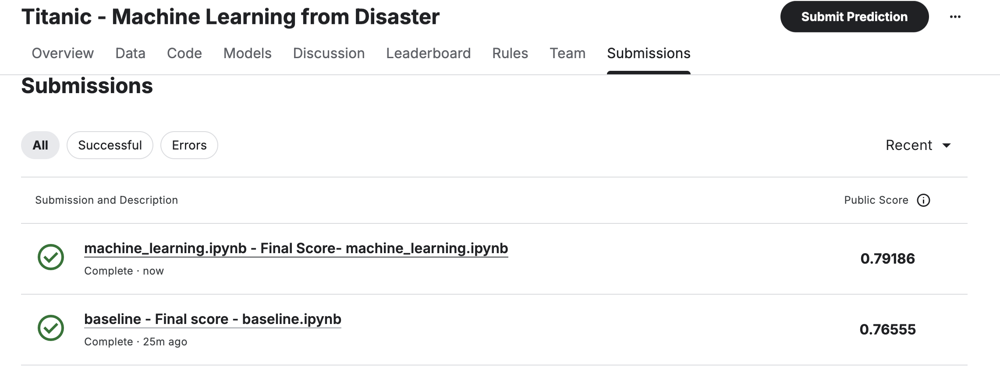 Titanic - Machine Learning from Disaster
Submit Prediction
Overview Data Code Models Discussion Leaderboard Rules Team Submissions
Submissions
All Successful Errors
Recent
Submission and Description
Public Score
machine_learning.ipynb - Final Score- machine_learning.ipynb
0.79186
Complete · now
baseline - Final score - baseline.ipynb
0.76555
Complete · 25m ago